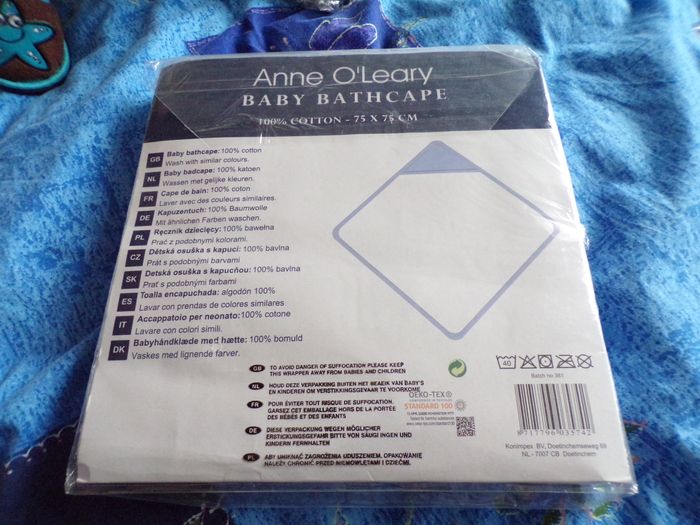 Anne O'Leary
BABY BATHCAPE
100% COTTON - 75 X 75 CM
GB Baby bathcape: 100% cotton
Wash with similar colours.
NL Baby badcape: 100% katoen
Wassen met gelijke kleuren.
FR Cape de bain: 100% coton
Laver avec des couleurs similaires.
DE Kapuzentuch: 100% Baumwolle
Mit ähnlichen Farben waschen.
PL Ręcznik dziecięcy: 100% bawełna
Prać z podobnymi kolorami.
CZ Dětská osuška s kapucí: 100% bavlna
Prát s podobnými barvami
SK Detská osuška s kapucňou: 100% bavlna
Prať s podobnými farbami
ES Toalla encapuchada: algodón 100%
Lavar con prendas de colores similares
IT Accappatoio per neonato: 100% cotone
Lavare con colori simili.
DK Babyhåndklæde med hætte: 100% bomuld
Vaskes med lignende farver.
GB TO AVOID DANGER OF SUFFOCATION PLEASE KEEP
THIS WRAPPER AWAY FROM BABIES AND CHILDREN
NL HOUD DEZE VERPAKKING BUITEN HET BEREIK VAN BABY'S
EN KINDEREN OM VERSTIKKINGSGEVAAR TE VOORKOME
FR POUR ÉVITER TOUT RISQUE DE SUFFOCATION,
GARSEZ CET EMBALLAGE HORS DE LA PORTÉE
DES BÉBÉS ET DES ENFANTS
DE DIESE VERPACKUNG WEGEN MÖGLICHER
ERSTICKUNGSGEFAHR BITTE VON SÄUGLINGEN UND
KINDERN FERNHALTEN
PL ABY UNIKNĄĆ ZAGROŻENIA UDUSZENIEM, OPAKOWANIE
NALEŻY CHRONIĆ PRZED NIEMOWLĘTAMI I DZIEĆMI.
OEKO-TEX®
STANDARD 100
40
Batch no 381
8 717796 035742
Konimpex BV, Doetinchemseweg 69
NL - 7007 CB Doetinchem